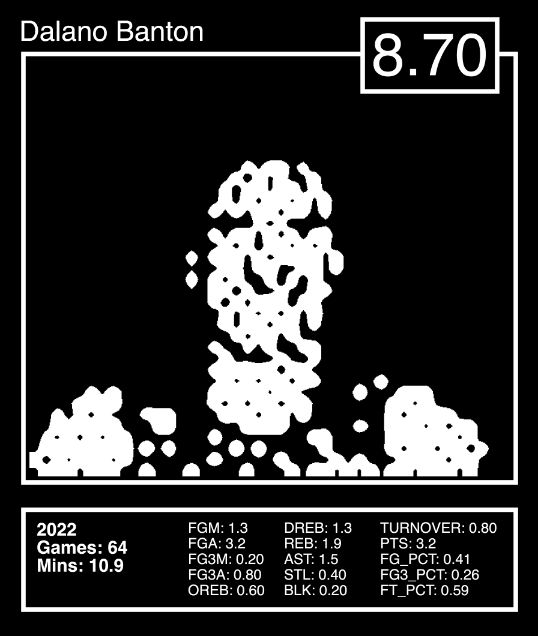 Dalano Banton
8.70
2022
Games: 64
Mins: 10.9
FGM: 1.3
FGA: 3.2
FG3M: 0.20
FG3A: 0.80
OREB: 0.60
DREB: 1.3
REB: 1.9
AST: 1.5
STL: 0.40
BLK: 0.20
TURNOVER: 0.80
PTS: 3.2
FG_PCT: 0.41
FG3_PCT: 0.26
FT_PCT: 0.59